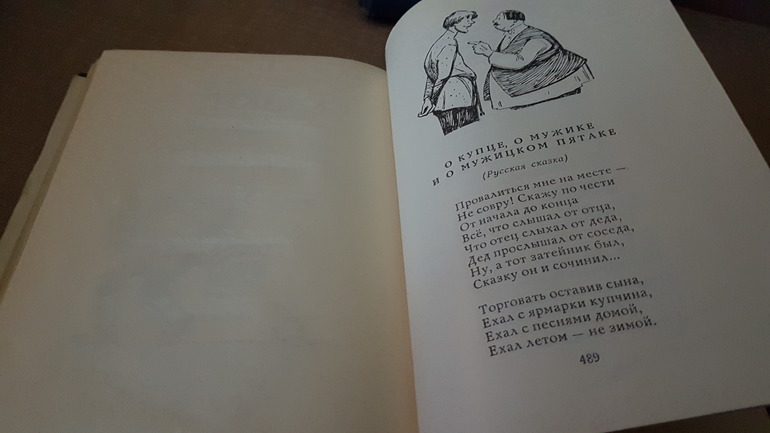 О КУПЦЕ, О МУЖИКЕ
И О МУЖИЦКОМ ПЯТАКЕ
(Русская сказка)
Провалиться мне на месте —
Не совру! Скажу по чести
От начала до конца
Всё, что слышал от отца,
Что отец слыхал от деда,
Дед прослышал от соседа,
Ну, а тот затейник был,
Сказку он и сочинил...
Торговать оставив сына,
Ехал с ярмарки купчина,
Ехал с песнями домой,
Ехал летом — не зимой.
489